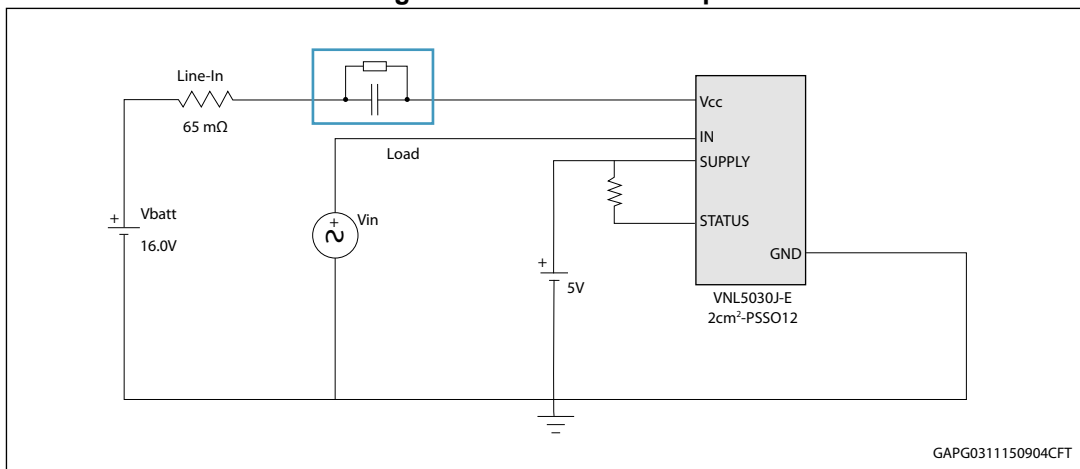 Line-In
65 mΩ
Load
Vcc
IN
SUPPLY
STATUS
GND
+
Vbatt
16.0V
+
Vin
+
5V
VNL5030J-E
2cm²-PSSO12
GAPG0311150904CFT